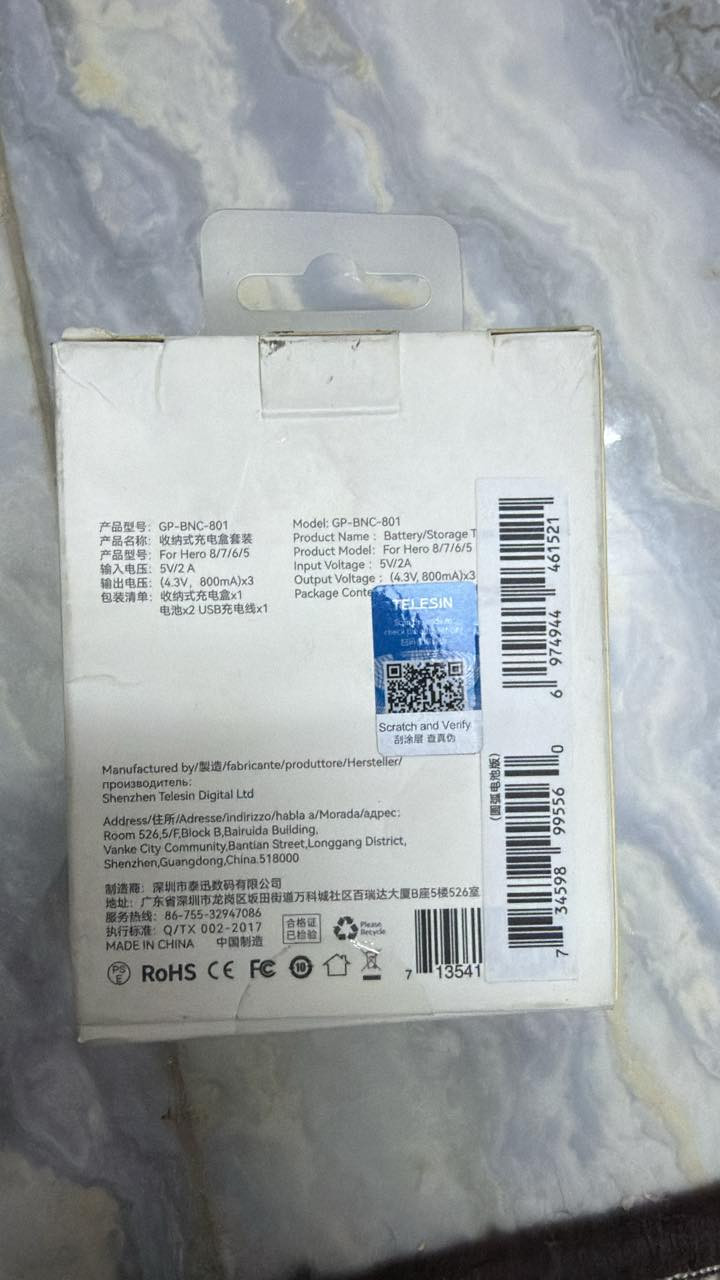 产品型号: GP-BNC-801
产品名称: 收纳式充电盒套装
产品型号: For Hero 8/7/6/5
输入电压: 5V/2 A
输出电压: (4.3V, 800mA)x3
包装清单: 收纳式充电盒x1
电池x2 USB充电线x1
Model: GP-BNC-801
Product Name : Battery/Storage T
Product Model: For Hero 8/7/6/5
Input Voltage : 5V/2A
Output Voltage : (4.3V, 800mA)x3
Package Conte
TELESIN
刮码
Scratch and Verify
刮涂层 查真伪
6 974944 461521
(圆弧电池版)
7 34598 99556 0
Manufactured by/製造/fabricante/produttore/Hersteller/
производитель:
Shenzhen Telesin Digital Ltd
Address/住所/Adresse/indirizzo/habla a/Morada/адрес:
Room 526,5/F,Block B,Bairuida Building,
Vanke City Community,Bantian Street,Longgang District,
Shenzhen,Guangdong,China.518000
制造商: 深圳市泰迅数码有限公司
地址: 广东省深圳市龙岗区坂田街道万科城社区百瑞达大厦B座5楼526室
服务热线: 86-755-32947086
执行标准: Q/TX 002-2017
MADE IN CHINA 中国制造
合格证
已检验
Please
Recycle
PS
E
RoHS CE FC 10
7 13541